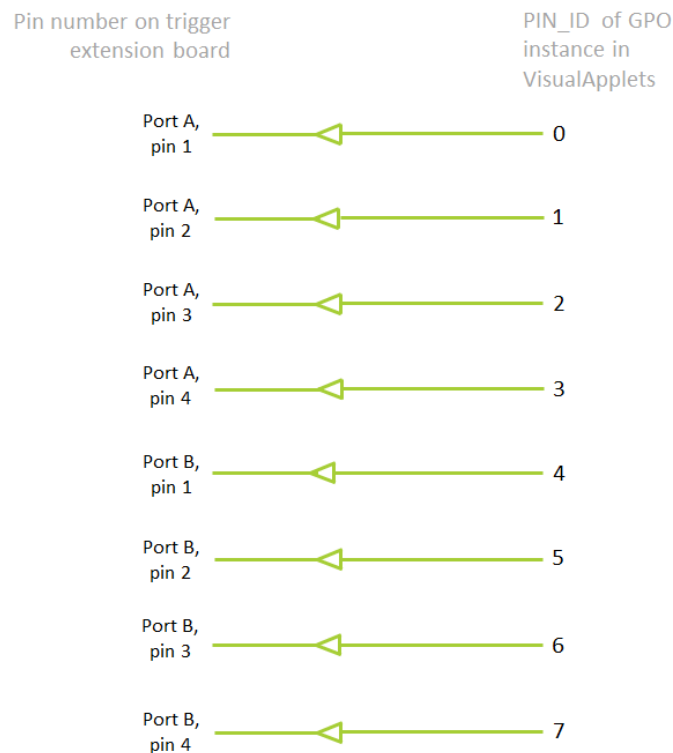 Pin number on trigger
extension board
PIN_ID of GPO
instance in
VisualApplets
Port A,
pin 1
0
Port A,
pin 2
1
Port A,
pin 3
2
Port A,
pin 4
3
Port B,
pin 1
4
Port B,
pin 2
5
Port B,
pin 3
6
Port B,
pin 4
7